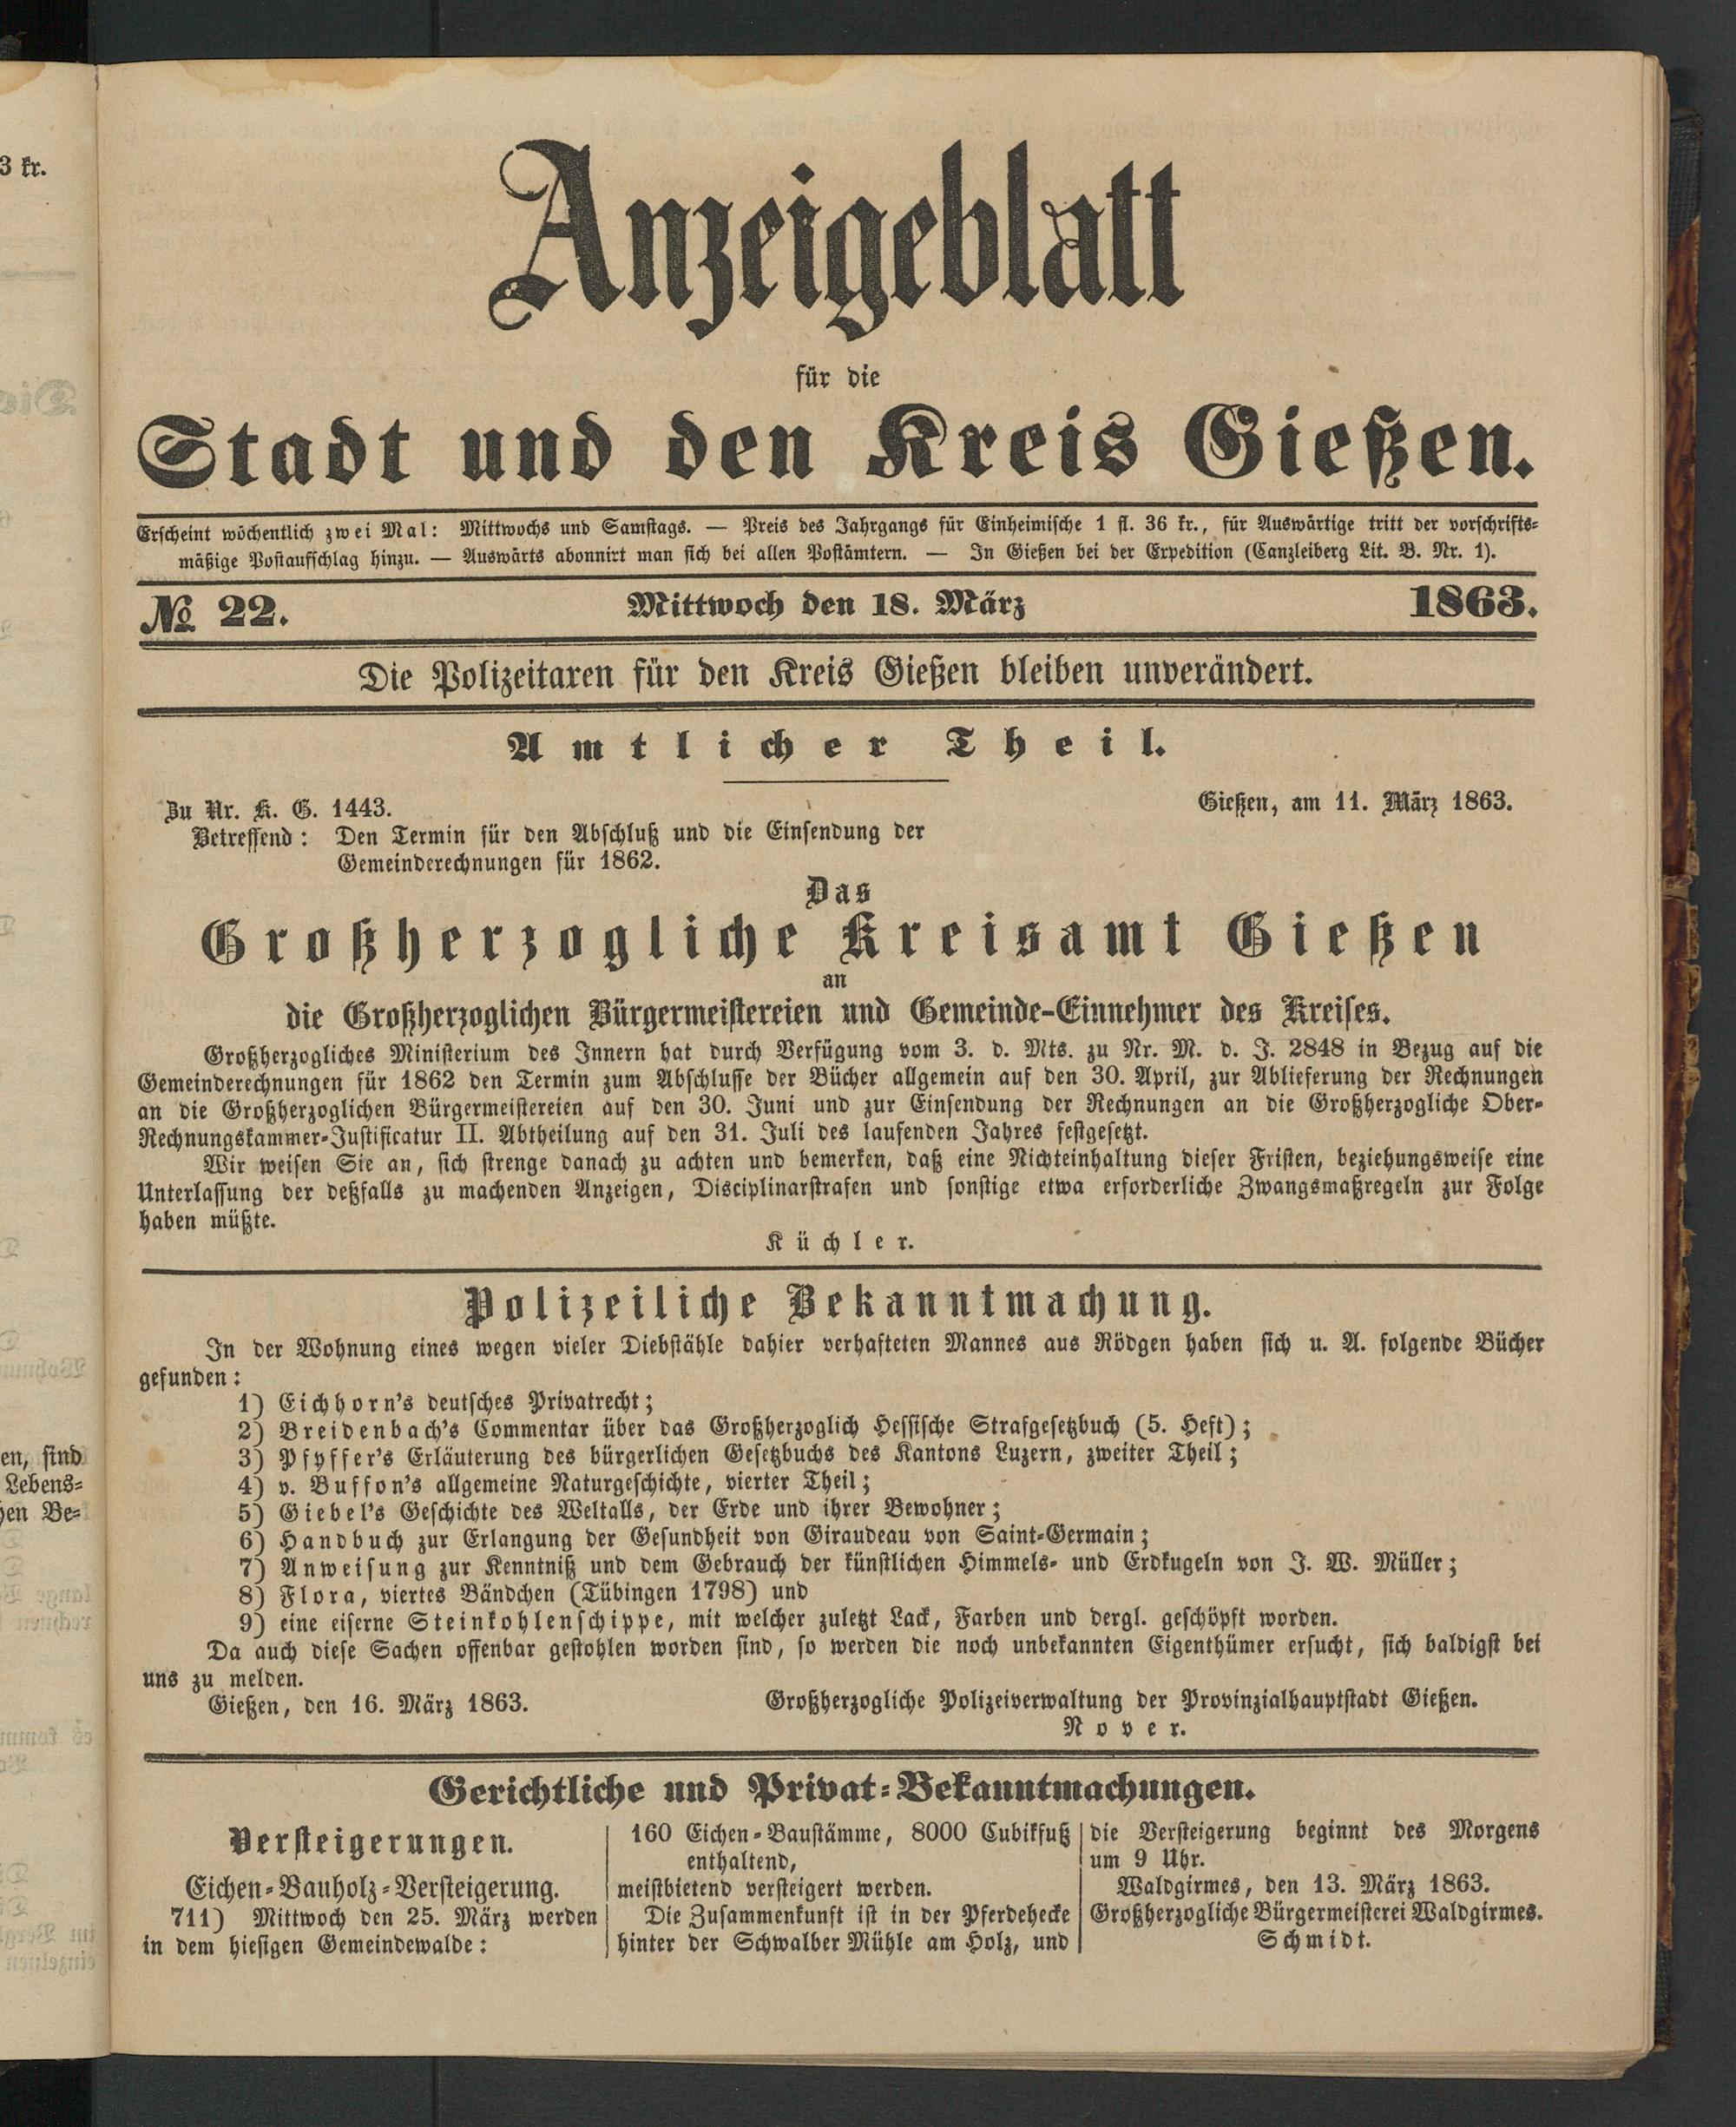 Anzeigeblatt
für die
Stadt und den Kreis Gießen.
Erscheint wöchentlich zwei Mal: Mittwochs und Samstags. — Preis des Jahrgangs für Einheimische 1 fl. 36 kr., für Auswärtige tritt der vorschrifts-
mäßige Postaufschlag hinzu. — Auswärts abonnirt man sich bei allen Postämtern. — In Gießen bei der Expedition (Canzleiberg Lit. B. Nr. 1).
№ 22. Mittwoch den 18. März 1863.
Die Polizeitaxen für den Kreis Gießen bleiben unverändert.
Amtlicher Theil.
Zu Nr. K. G. 1443. Gießen, am 11. März 1863.
Betreffend: Den Termin für den Abschluß und die Einsendung der
Gemeinderechnungen für 1862.
Das
Großherzogliche Kreisamt Gießen
an
die Großherzoglichen Bürgermeistereien und Gemeinde-Einnehmer des Kreises.
Großherzogliches Ministerium des Innern hat durch Verfügung vom 3. d. Mts. zu Nr. M. d. J. 2848 in Bezug auf die
Gemeinderechnungen für 1862 den Termin zum Abschlusse der Bücher allgemein auf den 30. April, zur Ablieferung der Rechnungen
an die Großherzoglichen Bürgermeistereien auf den 30. Juni und zur Einsendung der Rechnungen an die Großherzogliche Ober-
Rechnungskammer-Justificatur II. Abtheilung auf den 31. Juli des laufenden Jahres festgesetzt.
Wir weisen Sie an, sich strenge danach zu achten und bemerken, daß eine Nichteinhaltung dieser Fristen, beziehungsweise eine
Unterlassung der deßfalls zu machenden Anzeigen, Disciplinarstrafen und sonstige etwa erforderliche Zwangsmaßregeln zur Folge
haben müßte.
Küchler.
Polizeiliche Bekanntmachung.
In der Wohnung eines wegen vieler Diebstähle dahier verhafteten Mannes aus Rödgen haben sich u. A. folgende Bücher
gefunden:
1) Eichhorn's deutsches Privatrecht;
2) Breidenbach's Commentar über das Großherzoglich Hessische Strafgesetzbuch (5. Heft);
3) Pfyffer's Erläuterung des bürgerlichen Gesetzbuchs des Kantons Luzern, zweiter Theil;
4) v. Buffon's allgemeine Naturgeschichte, vierter Theil;
5) Giebel's Geschichte des Weltalls, der Erde und ihrer Bewohner;
6) Handbuch zur Erlangung der Gesundheit von Giraudeau von Saint-Germain;
7) Anweisung zur Kenntniß und dem Gebrauch der künstlichen Himmels- und Erdkugeln von J. W. Müller;
8) Flora, viertes Bändchen (Tübingen 1798) und
9) eine eiserne Steinkohlenschippe, mit welcher zuletzt Lack, Farben und dergl. geschöpft worden.
Da auch diese Sachen offenbar gestohlen worden sind, so werden die noch unbekannten Eigenthümer ersucht, sich baldigst bei
uns zu melden.
Gießen, den 16. März 1863. Großherzogliche Polizeiverwaltung der Provinzialhauptstadt Gießen.
Nover.
Gerichtliche und Privat-Bekanntmachungen.
Versteigerungen.
Eichen-Bauholz-Versteigerung.
711) Mittwoch den 25. März werden
in dem hiesigen Gemeindewalde:
160 Eichen-Baustämme, 8000 Cubikfuß
enthaltend,
meistbietend versteigert werden.
Die Zusammenkunft ist in der Pferdehecke
hinter der Schwalber Mühle am Holz, und
die Versteigerung beginnt des Morgens
um 9 Uhr.
Waldgirmes, den 13. März 1863.
Großherzogliche Bürgermeisterei Waldgirmes.
Schmidt.
3 kr.
en, sind
Lebens-
hen Be-